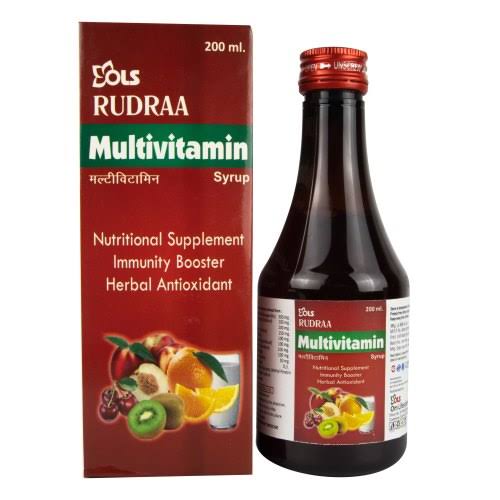 200 ml.
OLS
RUDRAA
Multivitamin
मल्टीविटामिन Syrup
Nutritional Supplement
Immunity Booster
Herbal Antioxidant
200 ml.
OLS
RUDRAA
Multivitamin
मल्टीविटामिन Syrup
Nutritional Supplement
Immunity Booster
Herbal Antioxidant